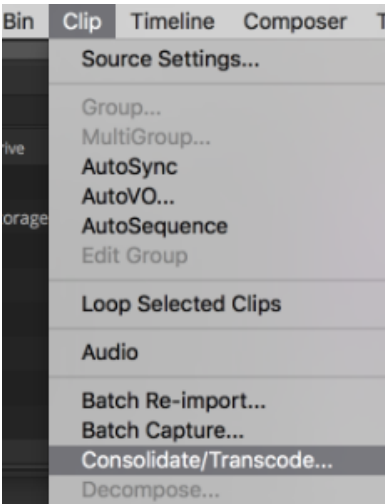 Bin Clip Timeline Composer
Source Settings...
Group...
MultiGroup...
rive
AutoSync
AutoVO...
orage
AutoSequence
Edit Group
Loop Selected Clips
Audio
Batch Re-import...
Batch Capture...
Consolidate/Transcode...
Decompose...